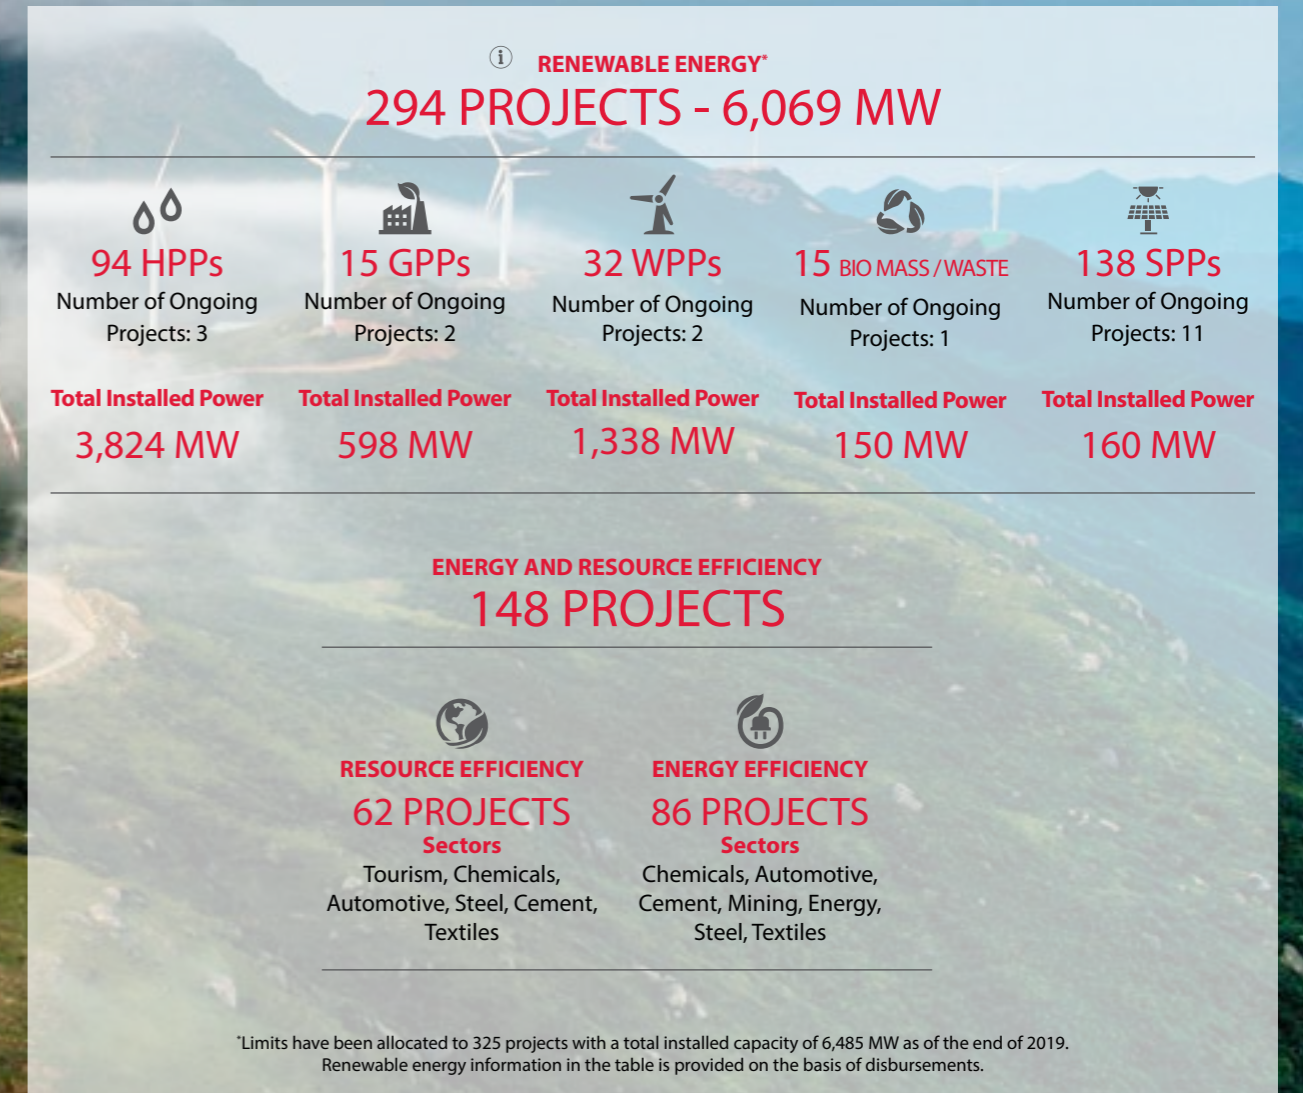 RENEWABLE ENERGY*
294 PROJECTS - 6,069 MW
94 HPPs
Number of Ongoing
Projects: 3
Total Installed Power
3,824 MW
15 GPPs
Number of Ongoing
Projects: 2
Total Installed Power
598 MW
32 WPPs
Number of Ongoing
Projects: 2
Total Installed Power
1,338 MW
15 BIO MASS / WASTE
Number of Ongoing
Projects: 1
Total Installed Power
150 MW
138 SPPs
Number of Ongoing
Projects: 11
Total Installed Power
160 MW
ENERGY AND RESOURCE EFFICIENCY
148 PROJECTS
RESOURCE EFFICIENCY
62 PROJECTS
Sectors
Tourism, Chemicals,
Automotive, Steel, Cement,
Textiles
ENERGY EFFICIENCY
86 PROJECTS
Sectors
Chemicals, Automotive,
Cement, Mining, Energy,
Steel, Textiles
*Limits have been allocated to 325 projects with a total installed capacity of 6,485 MW as of the end of 2019.
Renewable energy information in the table is provided on the basis of disbursements.